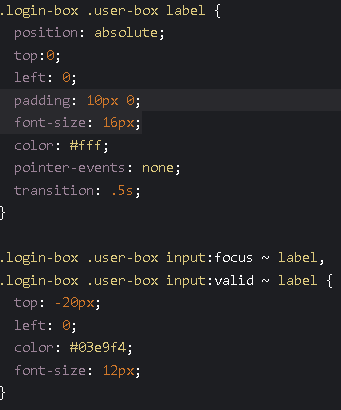 .login-box .user-box label {
  position: absolute;
  top:0;
  left: 0;
  padding: 10px 0;
  font-size: 16px;
  color: #fff;
  pointer-events: none;
  transition: .5s;
}

.login-box .user-box input:focus ~ label,
.login-box .user-box input:valid ~ label {
  top: -20px;
  left: 0;
  color: #03e9f4;
  font-size: 12px;
}